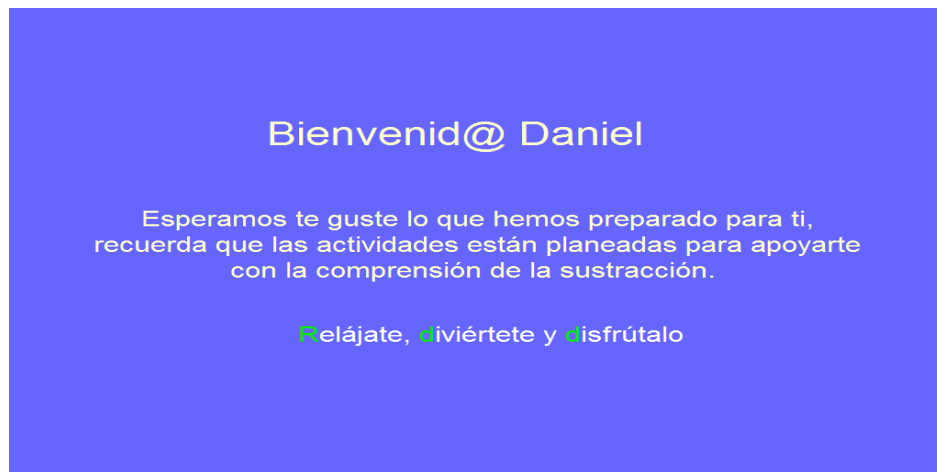 Bienvenid@ Daniel
Esperamos te guste lo que hemos preparado para ti,
recuerda que las actividades están planeadas para apoyarte
con la comprensión de la sustracción.
Relájate, diviértete y disfrútalo